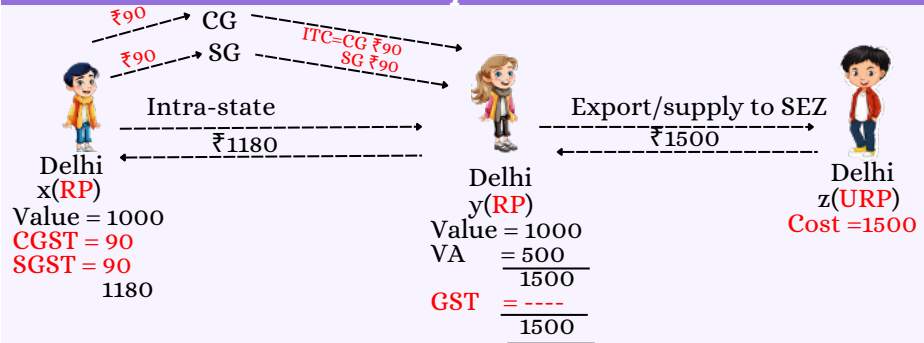 ₹90
CG
₹90
SG
ITC=CG ₹90
SG ₹90
Intra-state
₹1180
Export/supply to SEZ
₹1500
Delhi
x(RP)
Value = 1000
CGST = 90
SGST = 90
1180
Delhi
y(RP)
Value = 1000
VA = 500
1500
GST = ----
1500
Delhi
z(URP)
Cost =1500